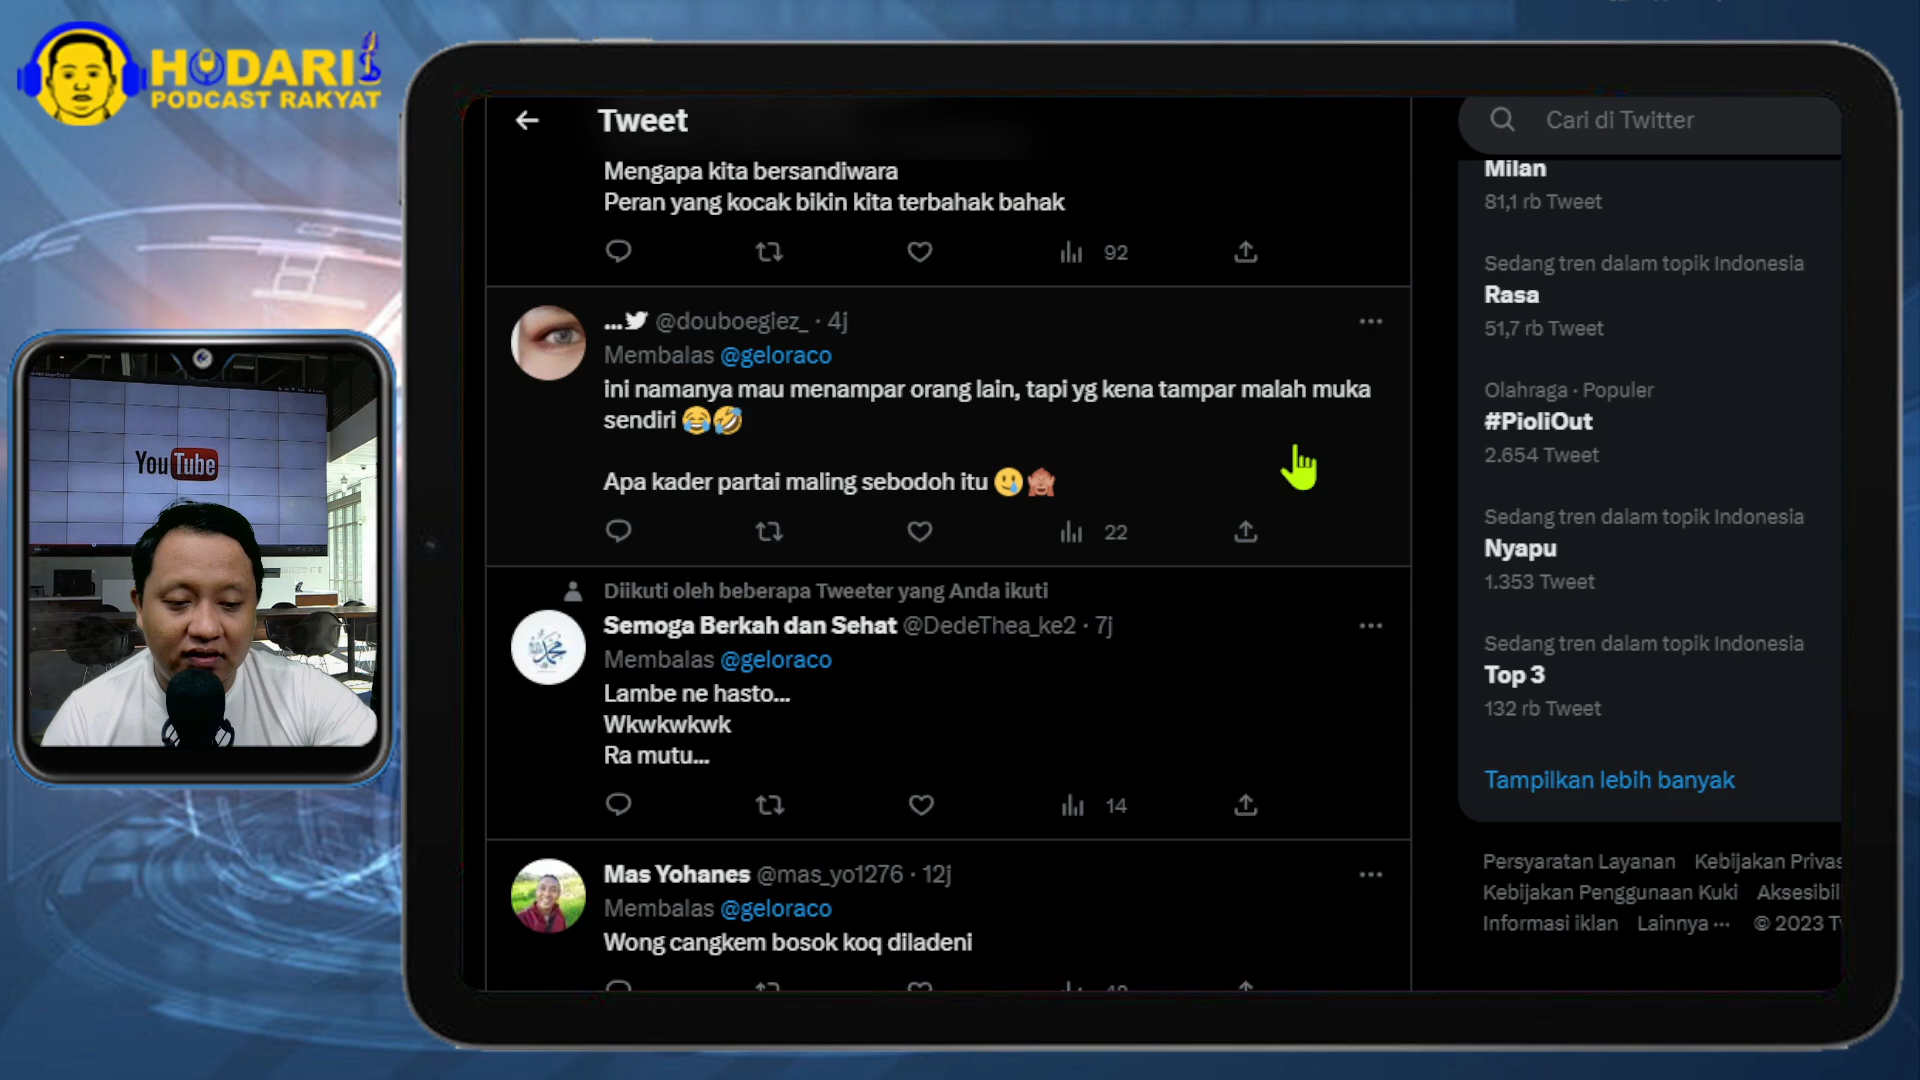 HODARI
PODCAST RAKYAT
YouTube
Tweet
Mengapa kita bersandiwara
Peran yang kocak bikin kita terbahak bahak
92
... @douboegiez_ · 4j
Membalas @geloraco
ini namanya mau menampar orang lain, tapi yg kena tampar malah muka
sendiri 😂🤣
Apa kader partai maling sebodoh itu 🥲🙈
22
Diikuti oleh beberapa Tweeter yang Anda ikuti
Semoga Berkah dan Sehat @DedeThea_ke2 · 7j
Membalas @geloraco
Lambe ne hasto...
Wkwkwkwk
Ra mutu...
14
Mas Yohanes @mas_yo1276 · 12j
Membalas @geloraco
Wong cangkem bosok koq diladeni
Cari di Twitter
Milan
81,1 rb Tweet
Sedang tren dalam topik Indonesia
Rasa
51,7 rb Tweet
Olahraga · Populer
#PioliOut
2.654 Tweet
Sedang tren dalam topik Indonesia
Nyapu
1.353 Tweet
Sedang tren dalam topik Indonesia
Top 3
132 rb Tweet
Tampilkan lebih banyak
Persyaratan Layanan Kebijakan Privas
Kebijakan Penggunaan Kuki Aksesibil
Informasi iklan Lainnya ··· © 2023 Tw